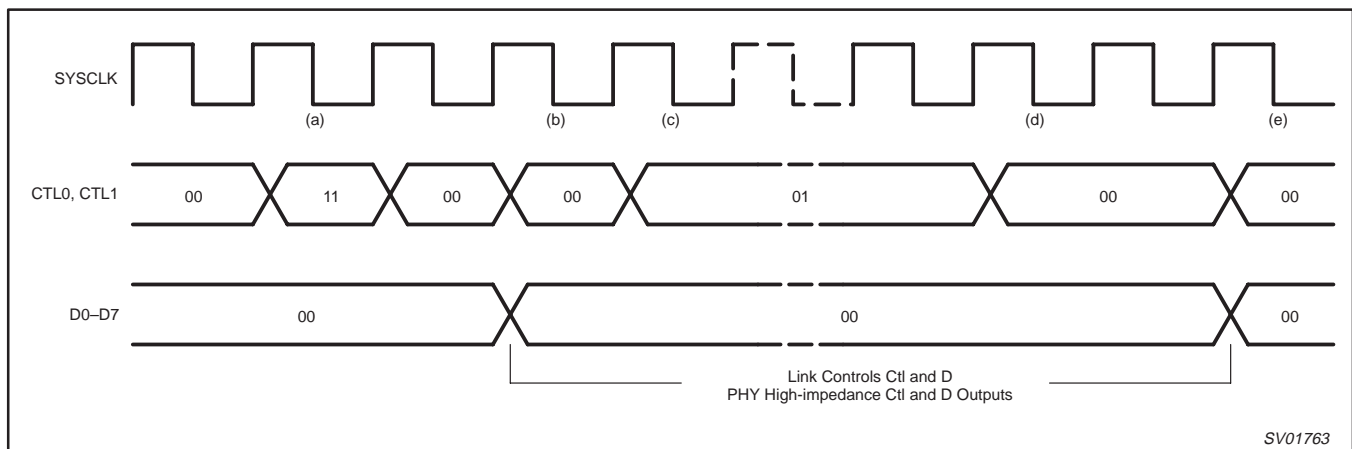 SYSCLK
(a) (b) (c) (d) (e)
CTL0, CTL1 00 11 00 00 01 00 00
D0–D7 00 00 00
Link Controls Ctl and D
PHY High-impedance Ctl and D Outputs
SV01763